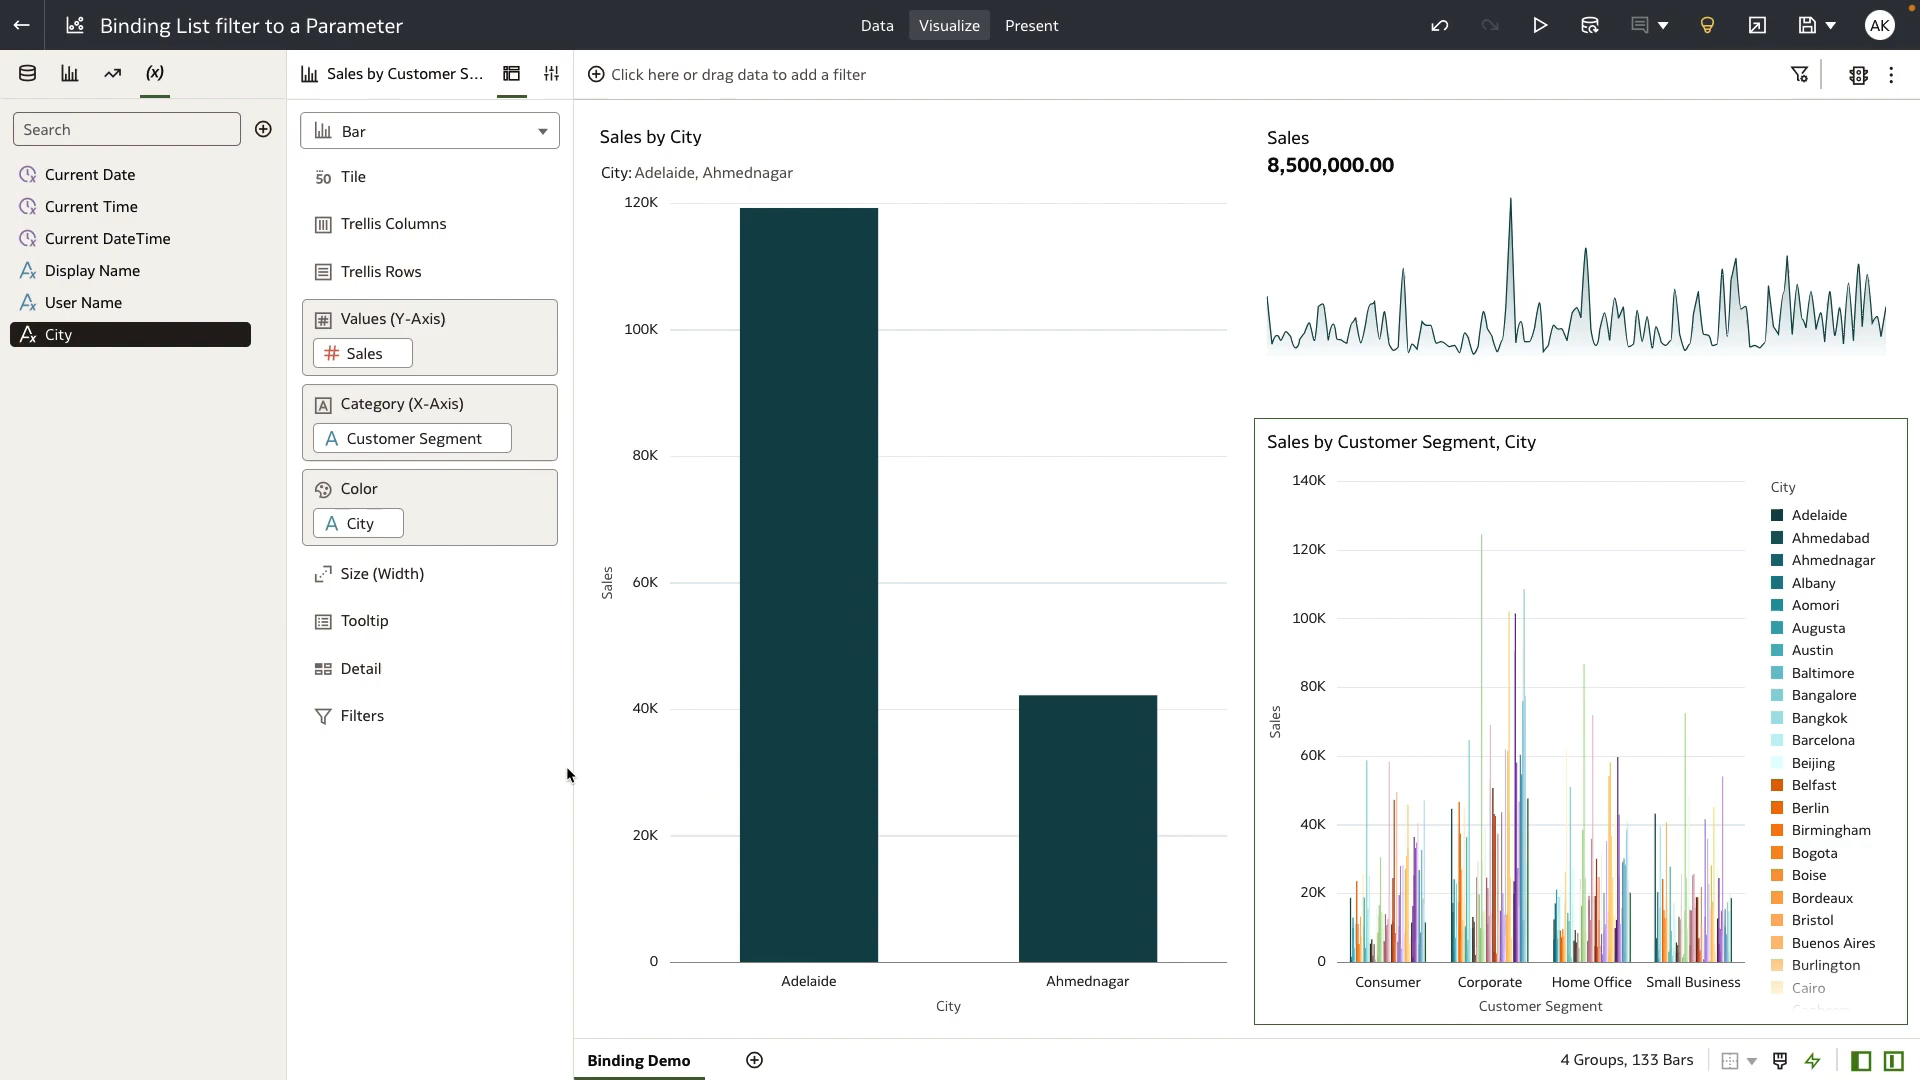 Binding List filter to a Parameter
Data
Visualize
Present
AK
(x)
Sales by Customer S...
Click here or drag data to add a filter
Search
Current Date
Current Time
Current DateTime
Display Name
User Name
City
Bar
50 Tile
Trellis Columns
Trellis Rows
Values (Y-Axis)
# Sales
Category (X-Axis)
A Customer Segment
Color
A City
Size (Width)
Tooltip
Detail
Filters
Sales by City
City: Adelaide, Ahmednagar
120K
100K
80K
60K
40K
20K
0
Sales
Adelaide
Ahmednagar
City
Sales
8,500,000.00
Sales by Customer Segment, City
140K
120K
100K
80K
60K
40K
20K
0
Sales
Consumer
Corporate
Home Office
Small Business
Customer Segment
City
Adelaide
Ahmedabad
Ahmednagar
Albany
Aomori
Augusta
Austin
Baltimore
Bangalore
Bangkok
Barcelona
Beijing
Belfast
Berlin
Birmingham
Bogota
Boise
Bordeaux
Bristol
Buenos Aires
Burlington
Cairo
Binding Demo
4 Groups, 133 Bars